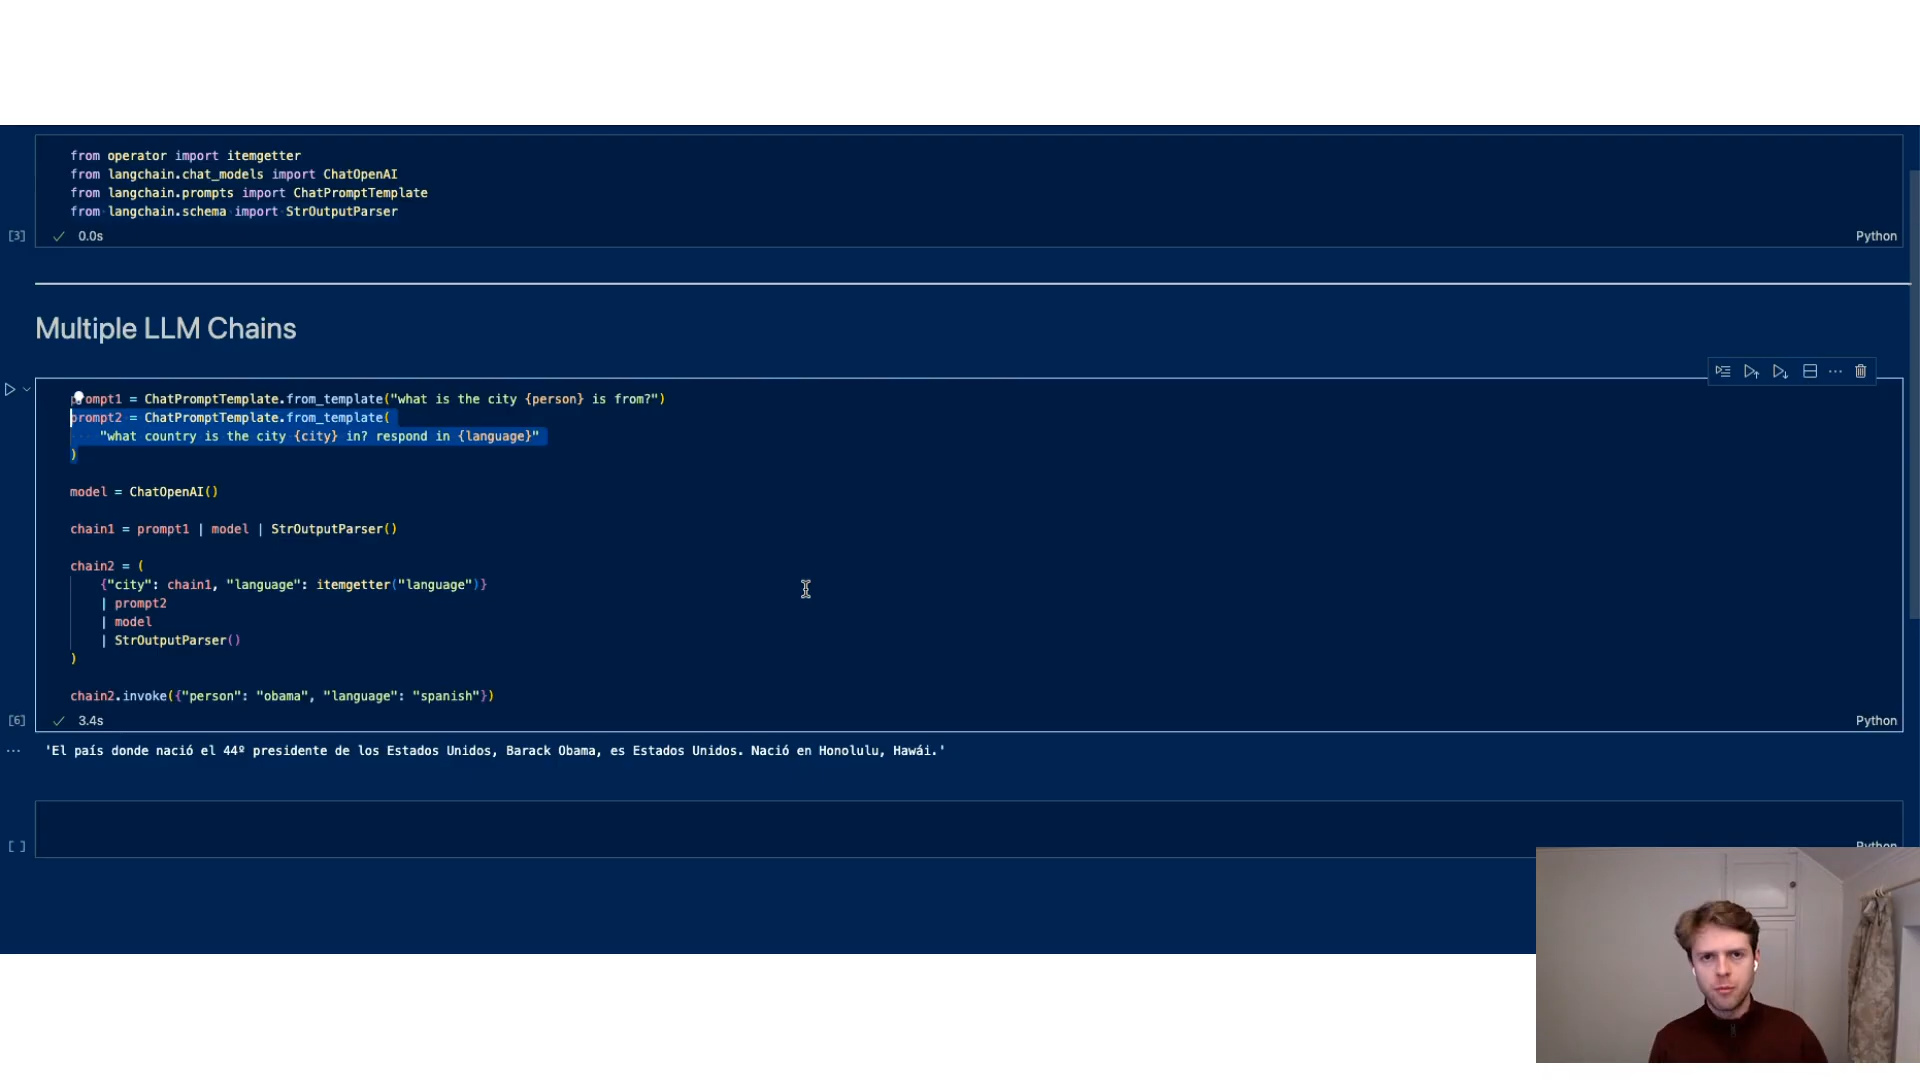 from operator import itemgetter
from langchain.chat_models import ChatOpenAI
from langchain.prompts import ChatPromptTemplate
from langchain.schema import StrOutputParser
[3]
0.0s
Python
Multiple LLM Chains
prompt1 = ChatPromptTemplate.from_template("what is the city {person} is from?")
prompt2 = ChatPromptTemplate.from_template(
"what country is the city {city} in? respond in {language}"
)
model = ChatOpenAI()
chain1 = prompt1 | model | StrOutputParser()
chain2 = (
{"city": chain1, "language": itemgetter("language")}
| prompt2
| model
| StrOutputParser()
)
chain2.invoke({"person": "obama", "language": "spanish"})
[6]
3.4s
Python
'El país donde nació el 44º presidente de los Estados Unidos, Barack Obama, es Estados Unidos. Nació en Honolulu, Hawái.'
[ ]
Python